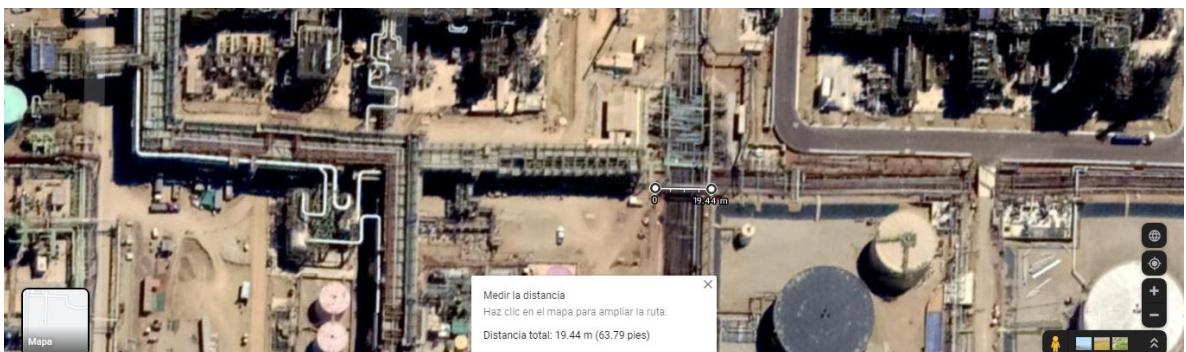 0
19.44 m
Medir la distancia
Haz clic en el mapa para ampliar la ruta.
Distancia total: 19.44 m (63.79 pies)
Mapa